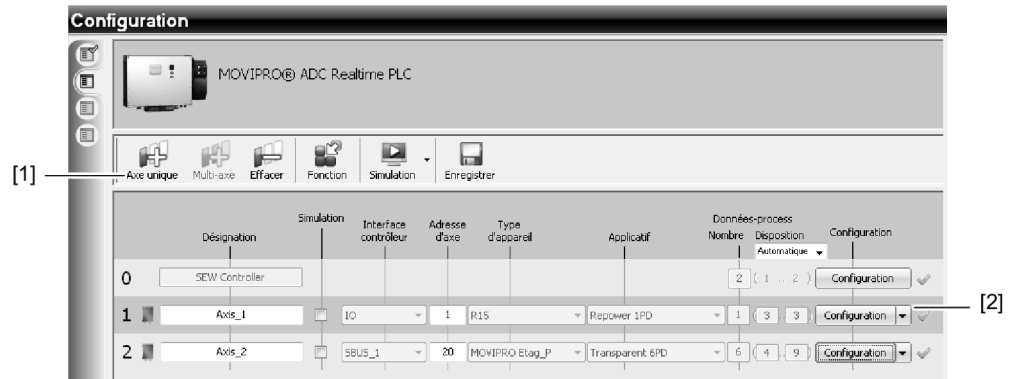 Configuration
MOVIPRO® ADC Realtime PLC
[1]
Axe unique Multi-axe Effacer Fonction Simulation Enregistrer
Désignation Simulation Interface contrôleur Adresse d'axe Type d'appareil Applicatif Données-process Nombre Disposition Configuration
Automatique
0 SEW Controller 2 ( 1 .. 2 ) Configuration
1 Axis_1 IO 1 R15 Repower 1PD 1 ( 3 .. 3 ) Configuration
[2]
2 Axis_2 SBUS_1 20 MOVIPRO Etag_P Transparent 6PD 6 ( 4 .. 9 ) Configuration